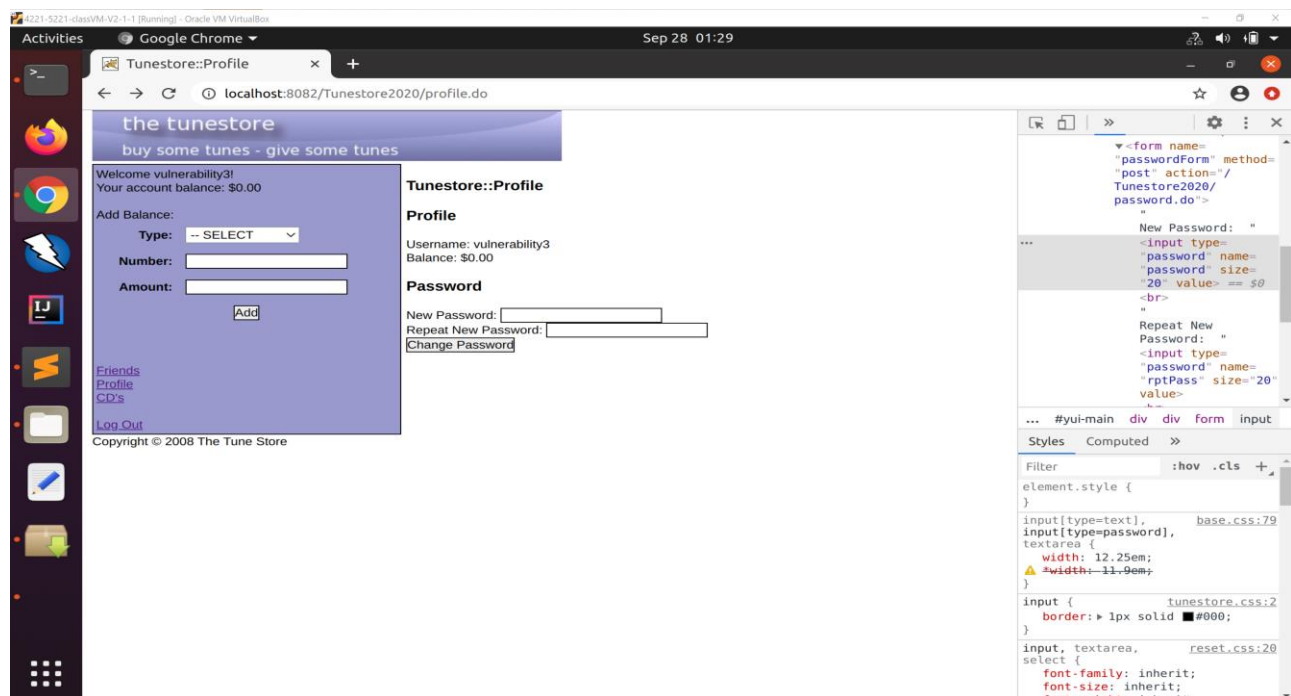 4221-5221-classVM-V2-1-1 [Running] - Oracle VM VirtualBox
Activities
Google Chrome
Sep 28 01:29
Tunestore::Profile
localhost:8082/Tunestore2020/profile.do
the tunestore
buy some tunes - give some tunes
Welcome vulnerability3!
Your account balance: $0.00
Add Balance:
Type: -- SELECT
Number:
Amount:
Add
Friends
Profile
CD's
Log Out
Copyright © 2008 The Tune Store
Tunestore::Profile
Profile
Username: vulnerability3
Balance: $0.00
Password
New Password:
Repeat New Password:
Change Password
<form name=
"passwordForm" method=
"post" action="/
Tunestore2020/
password.do">
"
New Password: "
<input type=
"password" name=
"password" size=
"20" value> == $0
<br>
"
Repeat New
Password: "
<input type=
"password" name=
"rptPass" size="20"
value>
... #yui-main div div form input
Styles Computed »
Filter :hov .cls +
element.style {
}
input[type=text], base.css:79
input[type=password],
textarea {
width: 12.25em;
*width: 11.9em;
}
input { tunestore.css:2
border: 1px solid #000;
}
input, textarea, reset.css:20
select {
font-family: inherit;
font-size: inherit;